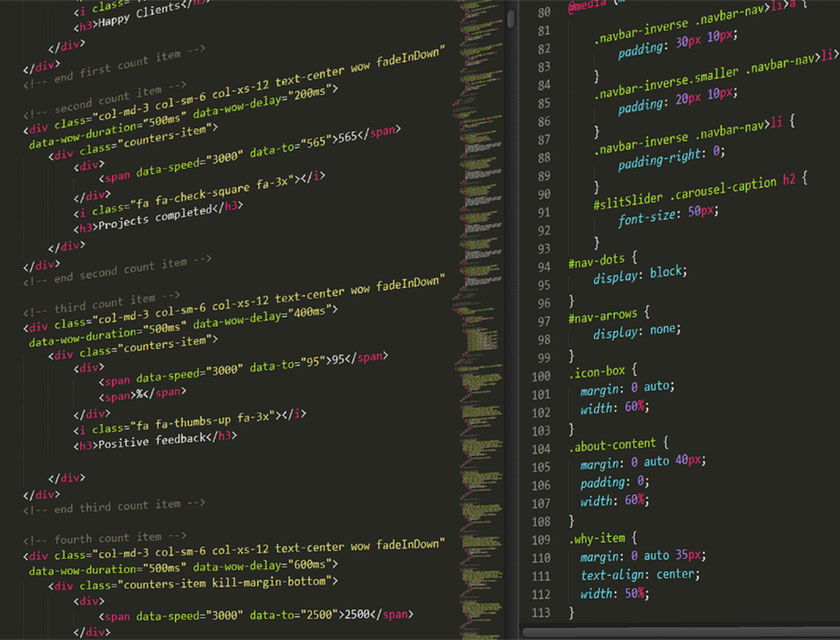 <i class="
<h3>Happy Clients</h
</div>
</div>
<!-- end first count item -->
<!-- second count item -->
<div class="col-md-3 col-sm-6 col-xs-12 text-center wow fadeInDown"
data-wow-duration="500ms" data-wow-delay="200ms">
<div class="counters-item">
<div>
<span data-speed="3000" data-to="565">565</span>
</div>
<i class="fa fa-check-square fa-3x"></i>
<h3>Projects completed</h3>
</div>
</div>
<!-- end second count item -->
<!-- third count item -->
<div class="col-md-3 col-sm-6 col-xs-12 text-center wow fadeInDown"
data-wow-duration="500ms" data-wow-delay="400ms">
<div class="counters-item">
<div>
<span data-speed="3000" data-to="95">95</span>
<span>%</span>
</div>
<i class="fa fa-thumbs-up fa-3x"></i>
<h3>Positive feedback</h3>
</div>
</div>
<!-- end third count item -->
<!-- fourth count item -->
<div class="col-md-3 col-sm-6 col-xs-12 text-center wow fadeInDown"
data-wow-duration="500ms" data-wow-delay="600ms">
<div class="counters-item kill-margin-bottom">
<div>
<span data-speed="3000" data-to="2500">2500</span>
</div>
80 @media
81 .navbar-inverse .navbar-nav>li>a {
82 padding: 30px 10px;
83 }
84 .navbar-inverse.smaller .navbar-nav>li>
85 padding: 20px 10px;
86 }
87 .navbar-inverse .navbar-nav>li {
88 padding-right: 0;
89 }
90 #slitSlider .carousel-caption h2 {
91 font-size: 50px;
92 }
93
94 #nav-dots {
95 display: block;
96 }
97 #nav-arrows {
98 display: none;
99 }
100 .icon-box {
101 margin: 0 auto;
102 width: 60%;
103 }
104 .about-content {
105 margin: 0 auto 40px;
106 padding: 0;
107 width: 60%;
108 }
109 .why-item {
110 margin: 0 auto 35px;
111 text-align: center;
112 width: 50%;
113 }